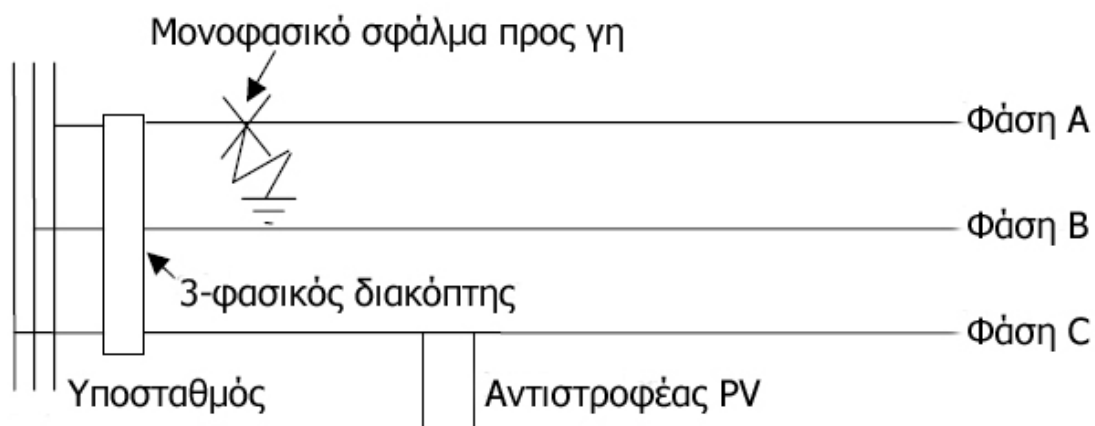 Μονοφασικό σφάλμα προς γη
Φάση A
Φάση B
3-φασικός διακόπτης
Φάση C
Υποσταθμός
Αντιστροφέας PV